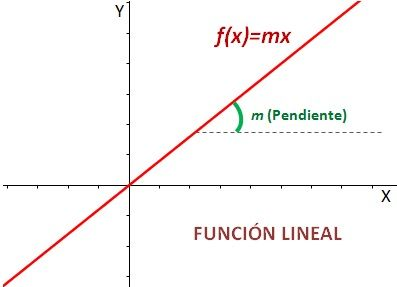 Y
f(x)=mx
m (Pendiente)
X
FUNCIÓN LINEAL